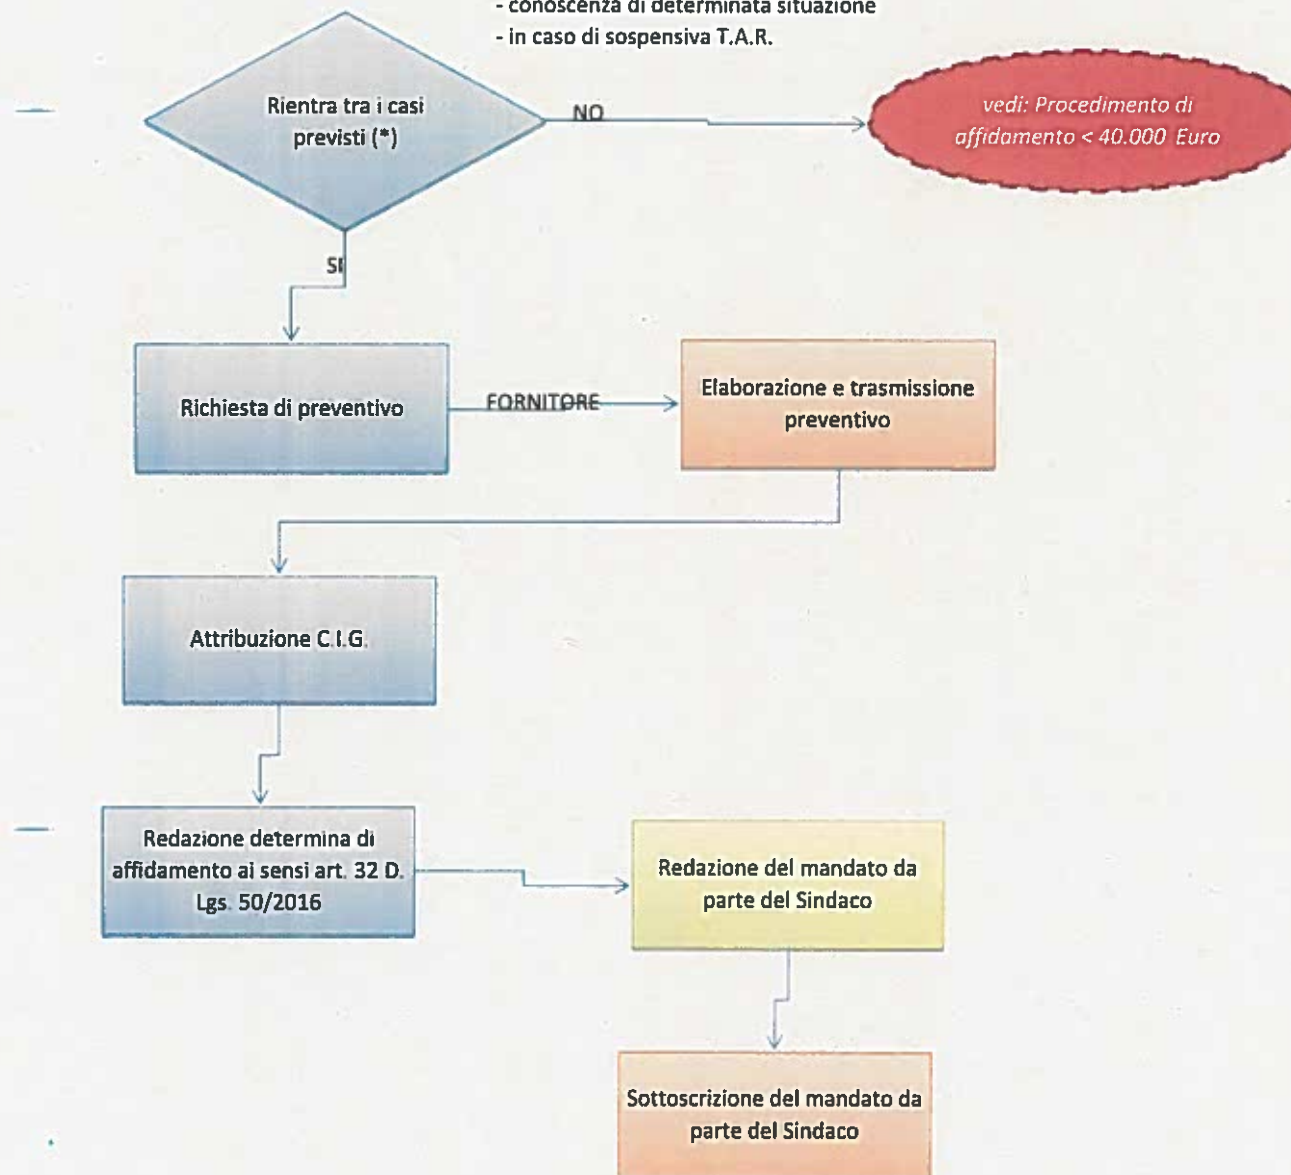 - conoscenza di determinata situazione
- in caso di sospensiva T.A.R.
Rientra tra i casi
previsti (*)
NO
vedi: Procedimento di
affidamento < 40.000 Euro
SI
Richiesta di preventivo
FORNITORE
Elaborazione e trasmissione
preventivo
Attribuzione C.I.G.
Redazione determina di
affidamento ai sensi art. 32 D.
Lgs. 50/2016
Redazione del mandato da
parte del Sindaco
Sottoscrizione del mandato da
parte del Sindaco